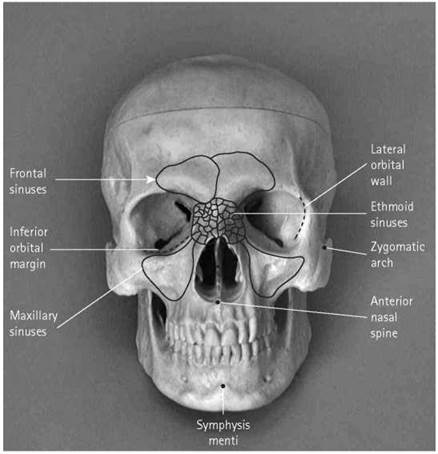 Frontal
sinuses
Inferior
orbital
margin
Maxillary
sinuses
Lateral
orbital
wall
Ethmoid
sinuses
Zygomatic
arch
Anterior
nasal
spine
Symphysis
menti